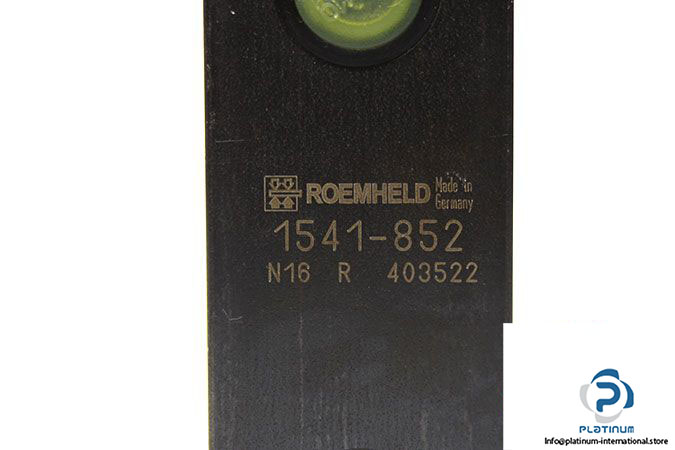 ROEMHELD Made in Germany
1541-852
N16 R 403522
PLATINUM
Info@platinum-international.store